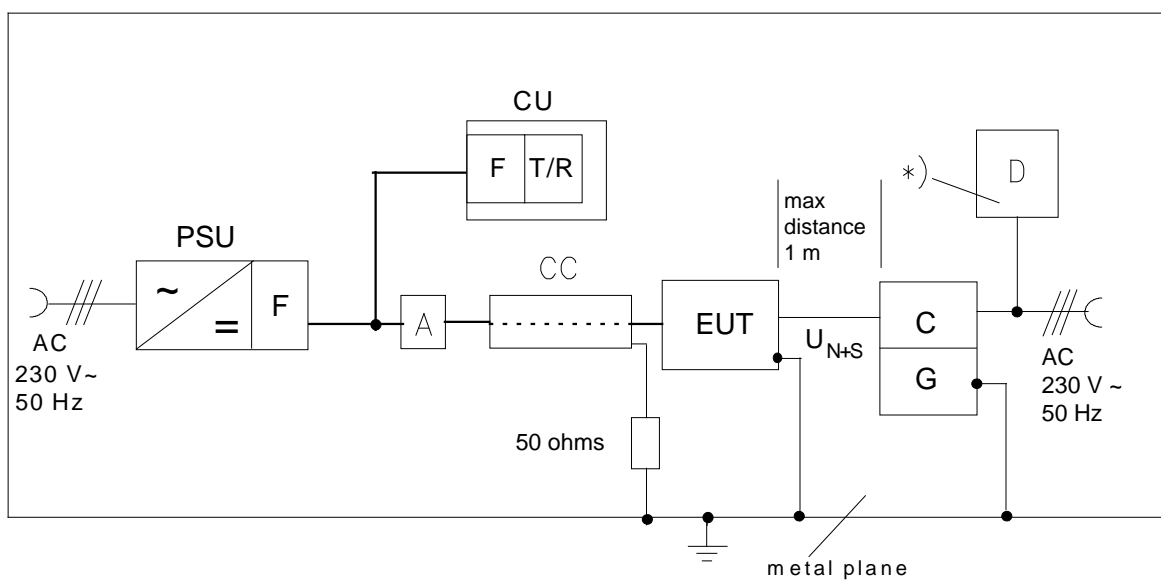 CU
F T/R
PSU
~
=
F
AC
230 V~
50 Hz
A
CC
EUT
max
distance
1 m
U N+S
*)
D
C
G
AC
230 V ~
50 Hz
50 ohms
metal plane